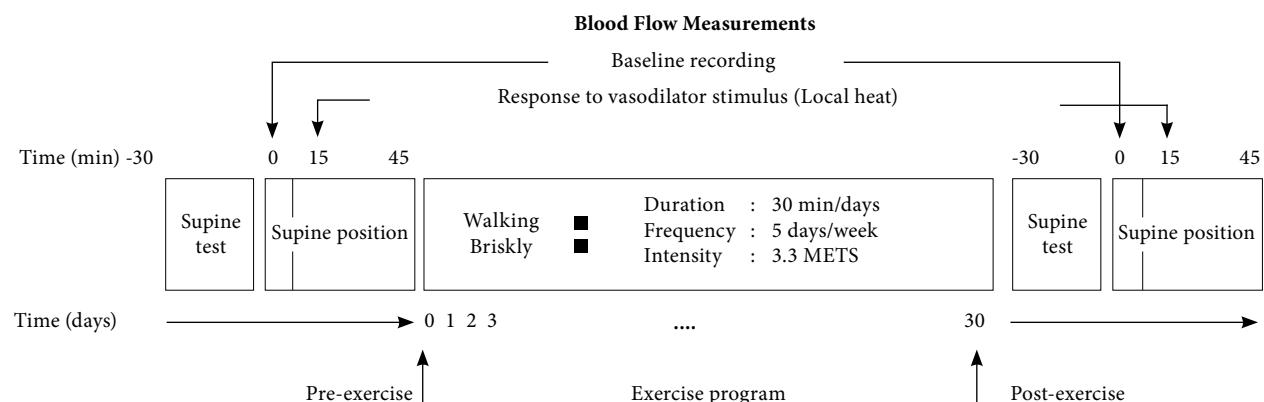 Blood Flow Measurements
Baseline recording
Response to vasodilator stimulus (Local heat)
Time (min) -30 0 15 45 -30 0 15 45
Supine test
Supine position
Walking Briskly
Duration : 30 min/days
Frequency : 5 days/week
Intensity : 3.3 METS
Supine test
Supine position
Time (days) 0 1 2 3 .... 30
Pre-exercise Exercise program Post-exercise